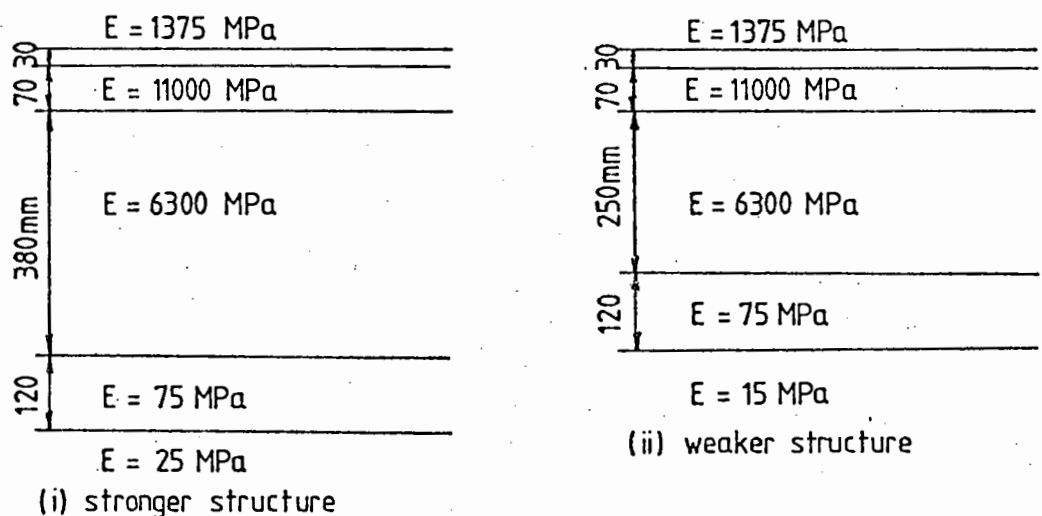 E = 1375 MPa
30
70
E = 11000 MPa
380mm
E = 6300 MPa
120
E = 75 MPa
E = 25 MPa
(i) stronger structure
E = 1375 MPa
30
70
E = 11000 MPa
250mm
E = 6300 MPa
120
E = 75 MPa
E = 15 MPa
(ii) weaker structure